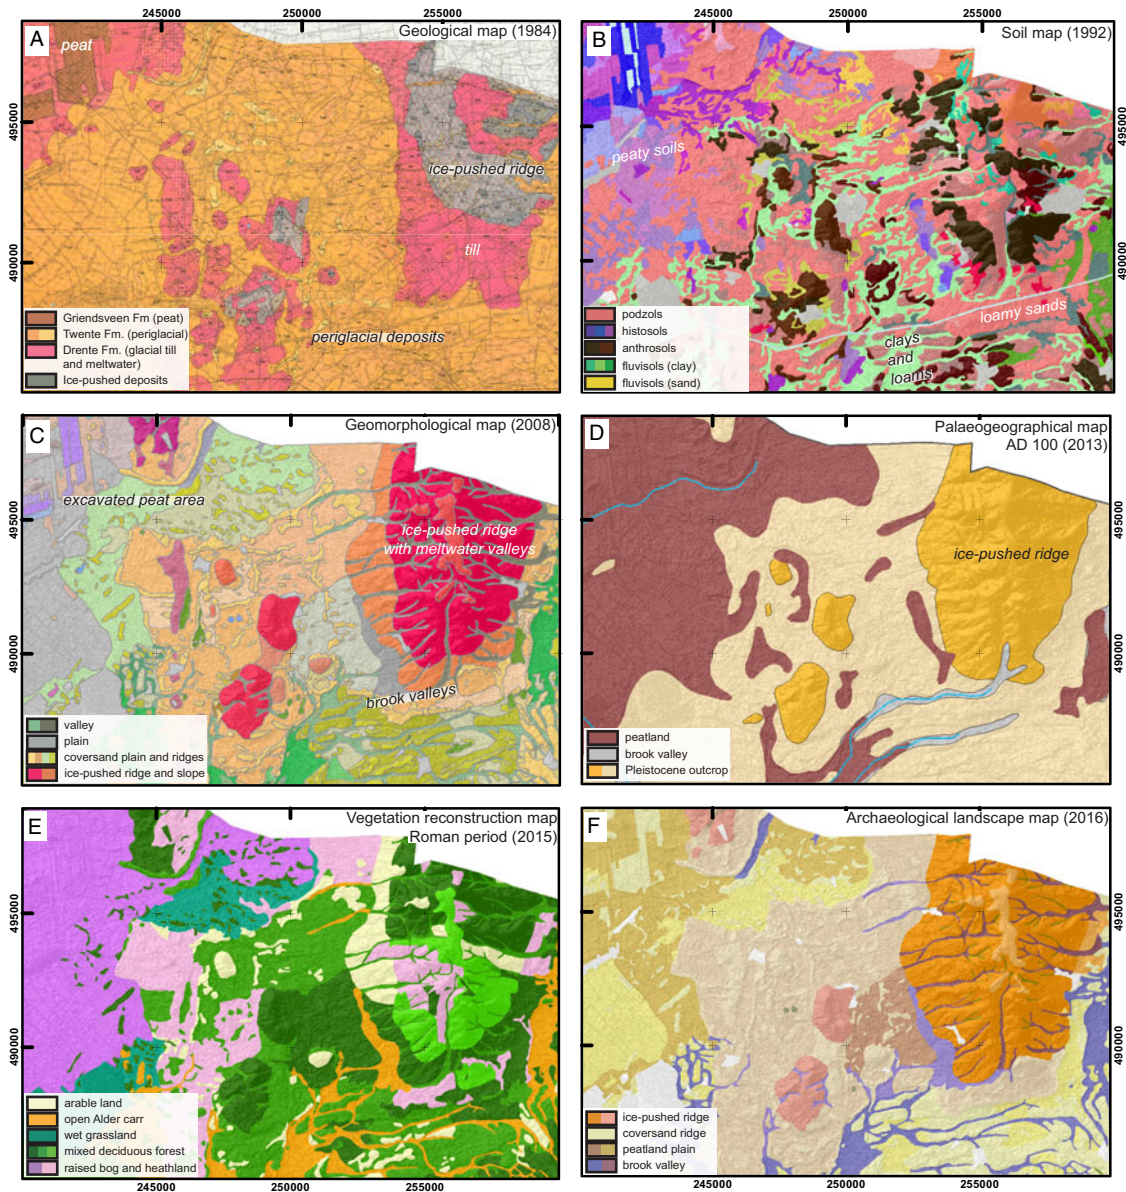 245000 250000 255000
245000 250000 255000
A
Geological map (1984)
peat
495000
ice-pushed ridge
till
490000
periglacial deposits
Griendsveen Fm (peat)
Twente Fm. (periglacial)
Drente Fm. (glacial till
and meltwater)
Ice-pushed deposits
B
Soil map (1992)
495000
peaty soils
490000
loamy sands
clays
and
loams
podzols
histosols
anthrosols
fluvisols (clay)
fluvisols (sand)
C
Geomorphological map (2008)
excavated peat area
495000
ice-pushed ridge
with meltwater valleys
490000
brook valleys
valley
plain
coversand plain and ridges
ice-pushed ridge and slope
D
Palaeogeographical map
AD 100 (2013)
495000
ice-pushed ridge
490000
peatland
brook valley
Pleistocene outcrop
E
Vegetation reconstruction map
Roman period (2015)
495000
490000
arable land
open Alder carr
wet grassland
mixed deciduous forest
raised bog and heathland
F
Archaeological landscape map (2016)
495000
490000
ice-pushed ridge
coversand ridge
peatland plain
brook valley
245000 250000 255000
245000 250000 255000